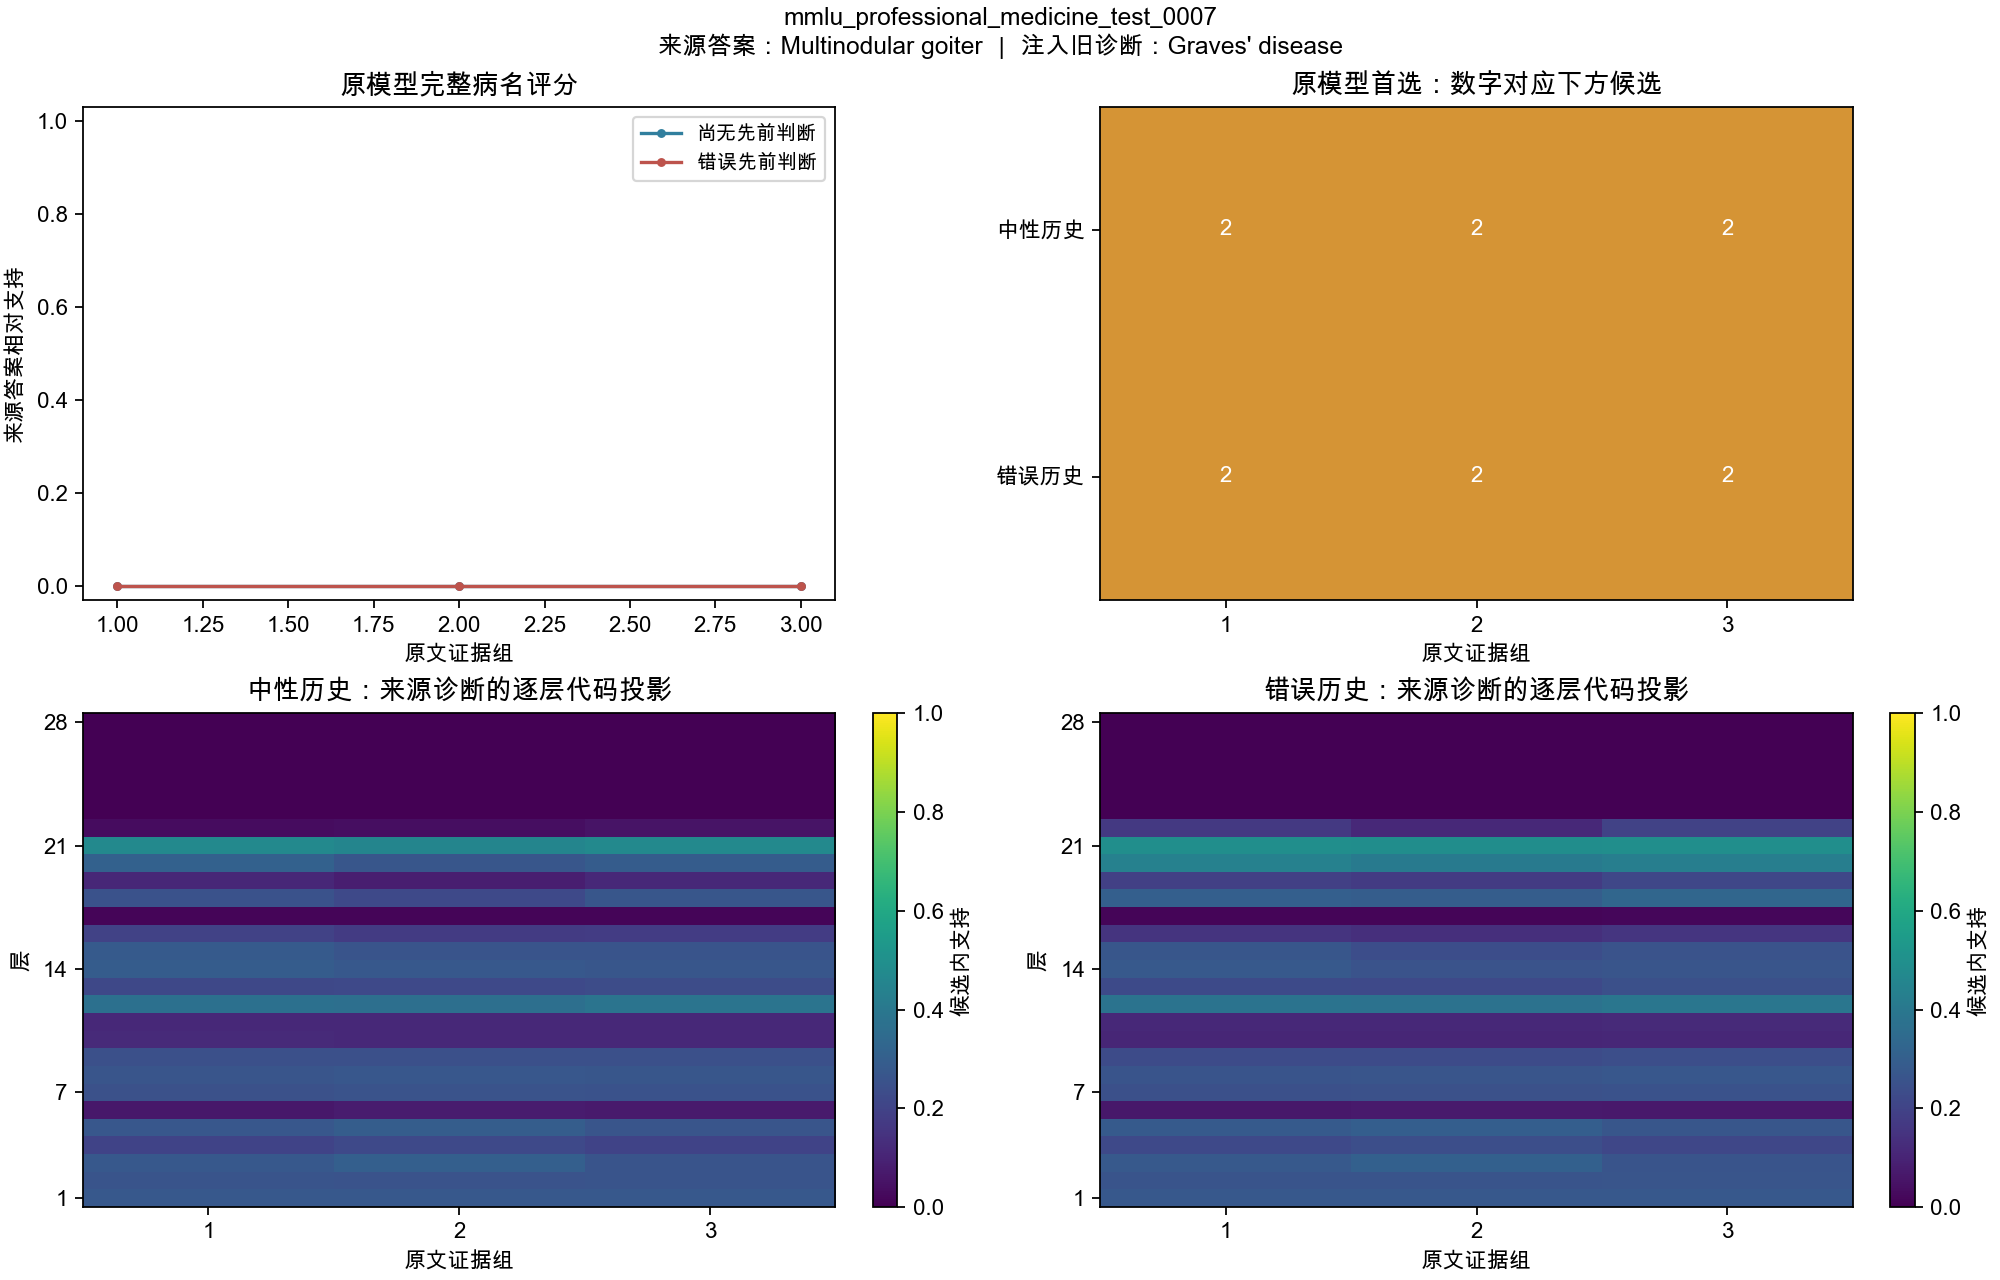 mmlu_professional_medicine_test_0007
来源答案：Multinodular goiter | 注入旧诊断：Graves' disease
原模型完整病名评分
1.0
0.8
0.6
0.4
0.2
0.0
来源答案相对支持
尚无先前判断
错误先前判断
1.00 1.25 1.50 1.75 2.00 2.25 2.50 2.75 3.00
原文证据组
原模型首选：数字对应下方候选
中性历史
2 2 2
错误历史
2 2 2
1 2 3
原文证据组
中性历史：来源诊断的逐层代码投影
28
21
14
7
1
层
1 2 3
原文证据组
1.0
0.8
0.6
0.4
0.2
0.0
候选内支持
错误历史：来源诊断的逐层代码投影
28
21
14
7
1
层
1 2 3
原文证据组
1.0
0.8
0.6
0.4
0.2
0.0
候选内支持